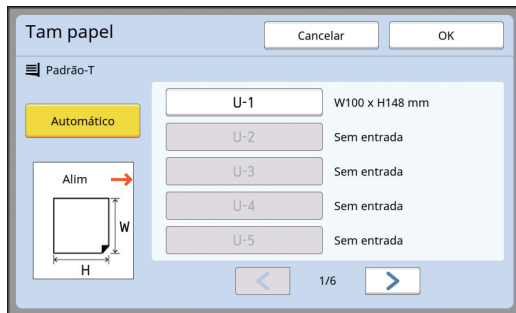 Tam papel
Cancelar
OK
Padrão-T
Automático
U-1 W100 x H148 mm
U-2 Sem entrada
U-3 Sem entrada
U-4 Sem entrada
U-5 Sem entrada
Alim
W
H
1/6